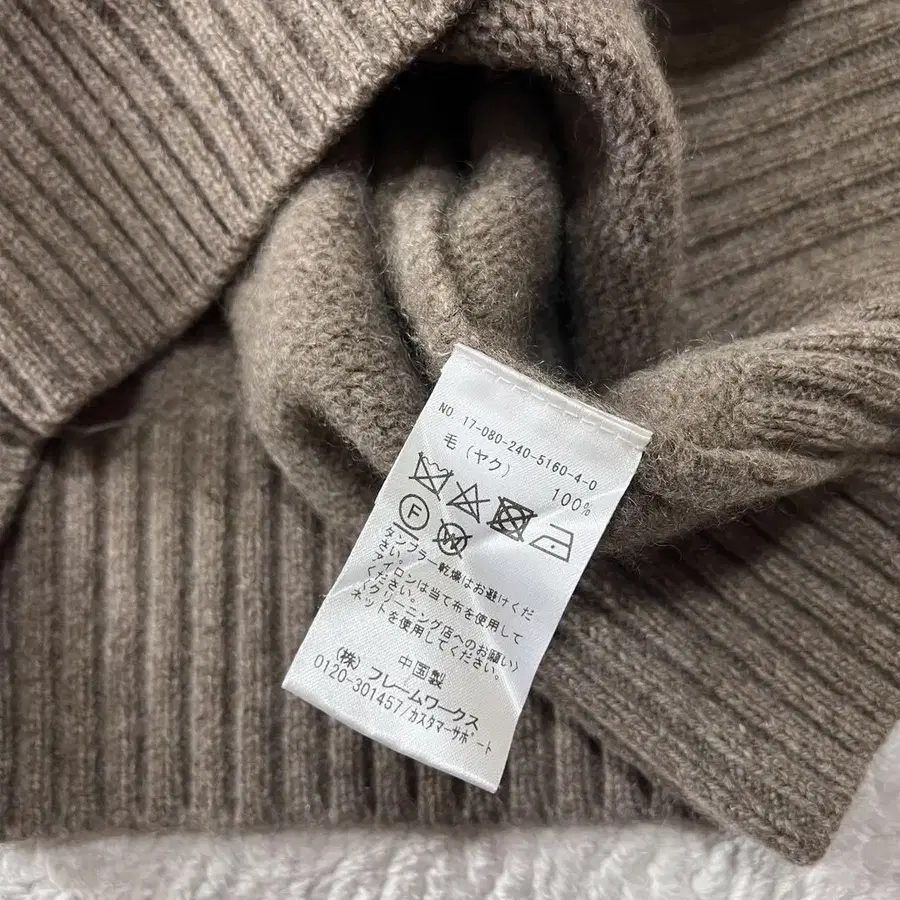 NO 17-080-240-5160-4-0
毛（ヤク） 100%
F W
タンブラー乾燥はお避けくだ
さい。
アイロンは当て布を使用して
ください。
〈クリーニング店へのお願い〉
ネットを使用してください。
中国製
（株）フレームワークス
0120-301457/カスタマーサポート